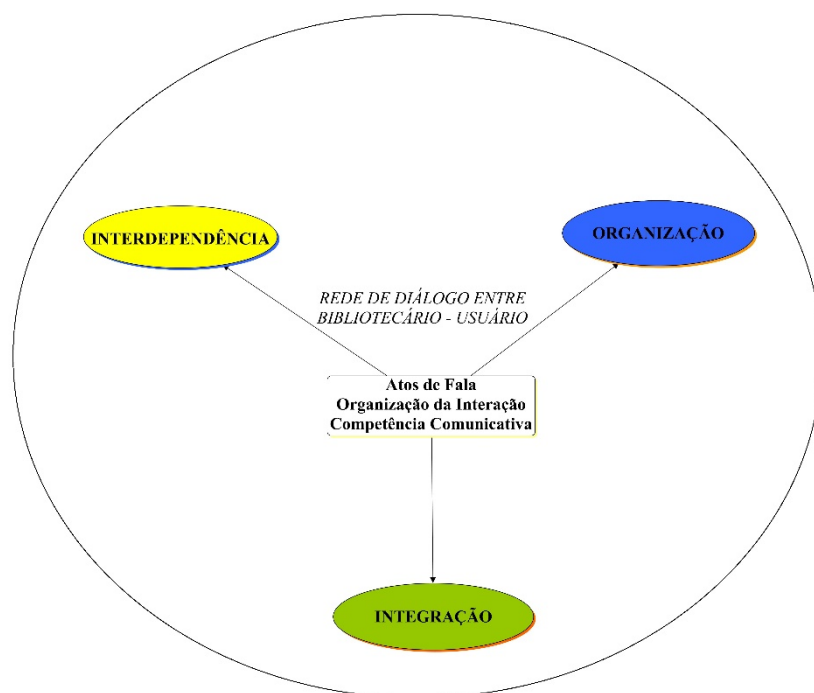 INTERDEPENDÊNCIA
ORGANIZAÇÃO
REDE DE DIÁLOGO ENTRE
BIBLIOTECÁRIO - USUÁRIO
Atos de Fala
Organização da Interação
Competência Comunicativa
INTEGRAÇÃO